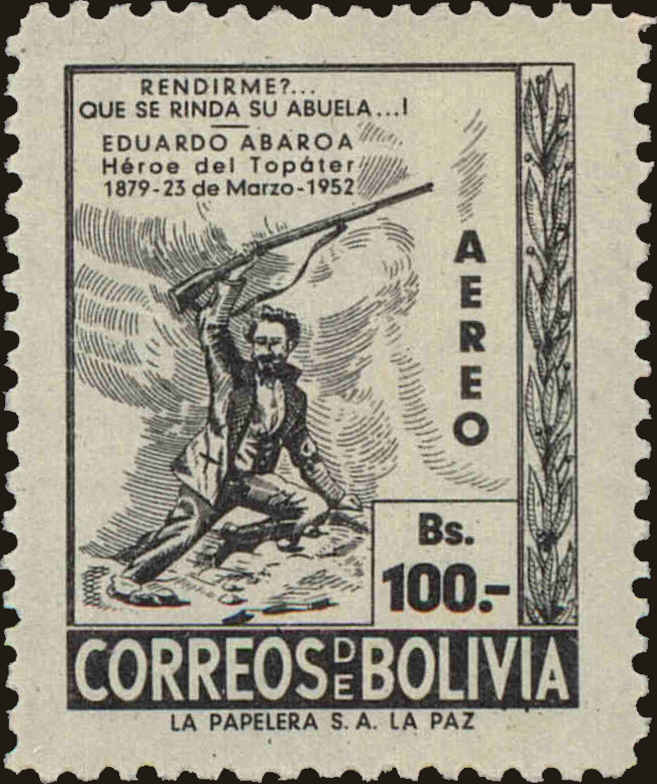 RENDIRME?...
QUE SE RINDA SU ABUELA...!
EDUARDO ABAROA
Héroe del Topáter
1879-23 de Marzo-1952
AEREO
Bs.
100.-
CORREOS DE BOLIVIA
LA PAPELERA S. A. LA PAZ